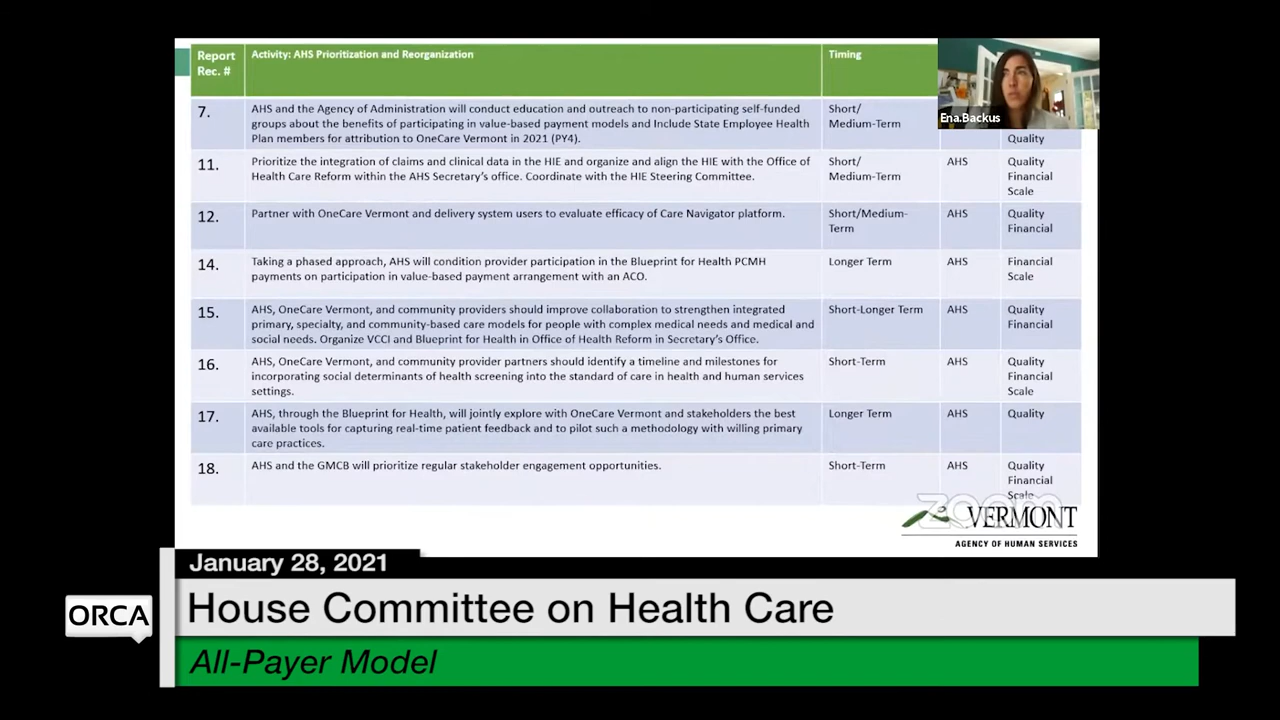 Report
Rec. #
Activity: AHS Prioritization and Reorganization
Timing
Ena.Backus
7.
AHS and the Agency of Administration will conduct education and outreach to non-participating self-funded
groups about the benefits of participating in value-based payment models and Include State Employee Health
Plan members for attribution to OneCare Vermont in 2021 (PY4).
Short/
Medium-Term
Quality
11.
Prioritize the integration of claims and clinical data in the HIE and organize and align the HIE with the Office of
Health Care Reform within the AHS Secretary's office. Coordinate with the HIE Steering Committee.
Short/
Medium-Term
AHS
Quality
Financial
Scale
12.
Partner with OneCare Vermont and delivery system users to evaluate efficacy of Care Navigator platform.
Short/Medium-
Term
AHS
Quality
Financial
14.
Taking a phased approach, AHS will condition provider participation in the Blueprint for Health PCMH
payments on participation in value-based payment arrangement with an ACO.
Longer Term
AHS
Financial
Scale
15.
AHS, OneCare Vermont, and community providers should improve collaboration to strengthen integrated
primary, specialty, and community-based care models for people with complex medical needs and medical and
social needs. Organize VCCI and Blueprint for Health in Office of Health Reform in Secretary's Office.
Short-Longer Term
AHS
Quality
Financial
16.
AHS, OneCare Vermont, and community provider partners should identify a timeline and milestones for
incorporating social determinants of health screening into the standard of care in health and human services
settings.
Short-Term
AHS
Quality
Financial
Scale
17.
AHS, through the Blueprint for Health, will jointly explore with OneCare Vermont and stakeholders the best
available tools for capturing real-time patient feedback and to pilot such a methodology with willing primary
care practices.
Longer Term
AHS
Quality
18.
AHS and the GMCB will prioritize regular stakeholder engagement opportunities.
Short-Term
AHS
Quality
Financial
Scale
zoom
VERMONT
AGENCY OF HUMAN SERVICES
January 28, 2021
ORCA
House Committee on Health Care
All-Payer Model